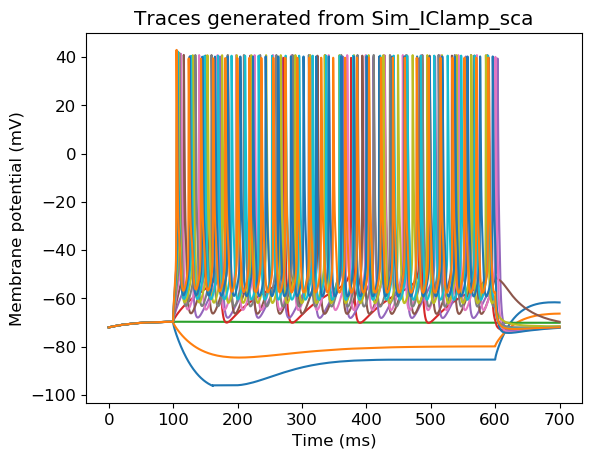 Traces generated from Sim_IClamp_sca
Membrane potential (mV)
40
20
0
−20
−40
−60
−80
−100
0 100 200 300 400 500 600 700
Time (ms)